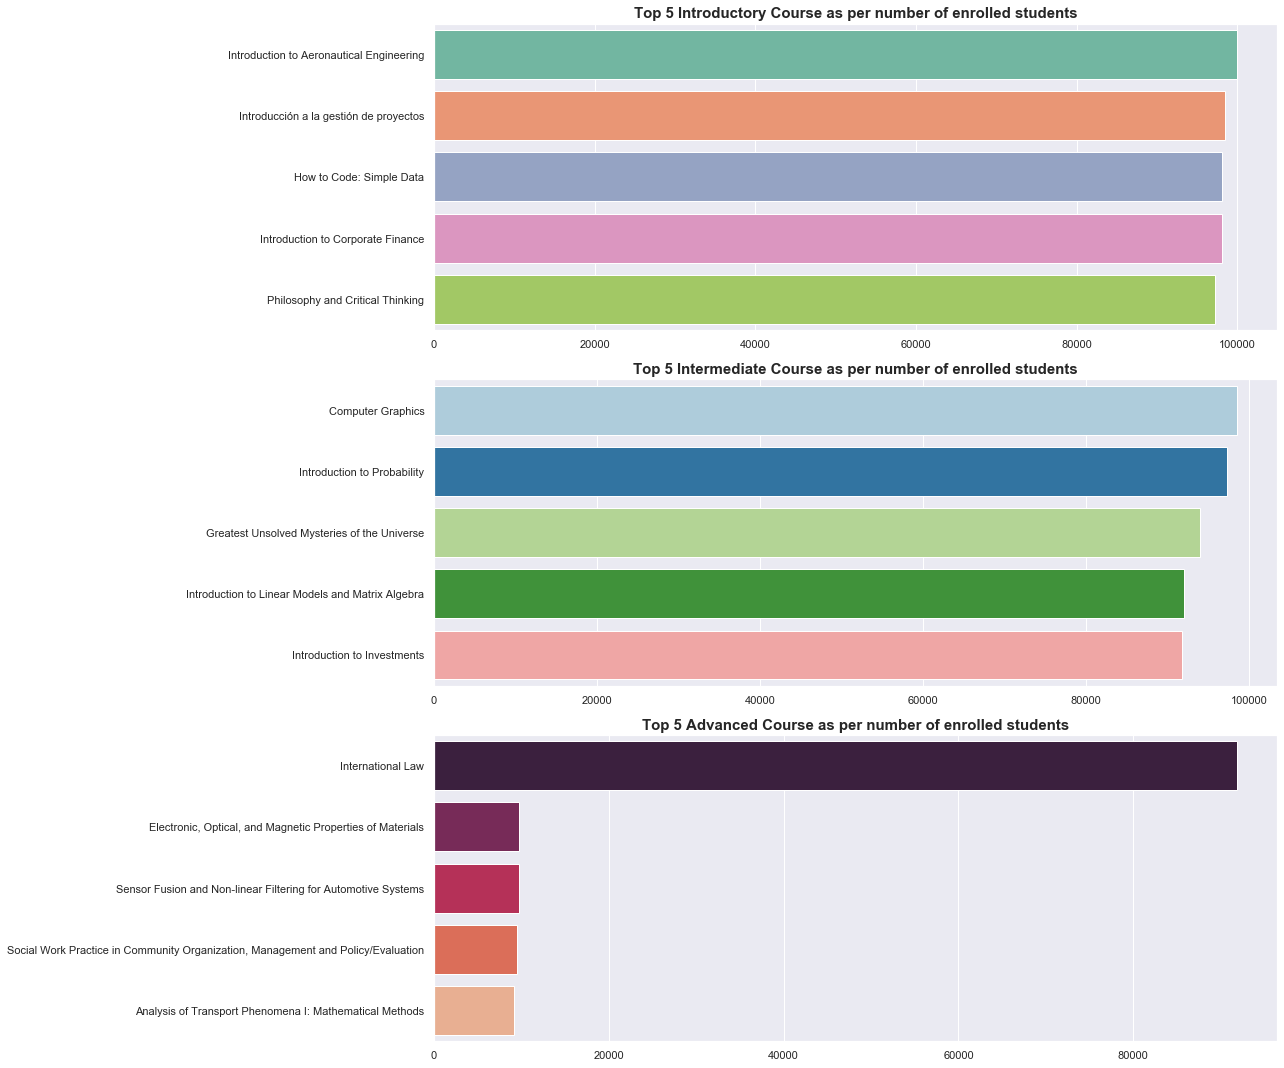 Top 5 Introductory Course as per number of enrolled students
Introduction to Aeronautical Engineering
Introducción a la gestión de proyectos
How to Code: Simple Data
Introduction to Corporate Finance
Philosophy and Critical Thinking
0 20000 40000 60000 80000 100000
Top 5 Intermediate Course as per number of enrolled students
Computer Graphics
Introduction to Probability
Greatest Unsolved Mysteries of the Universe
Introduction to Linear Models and Matrix Algebra
Introduction to Investments
0 20000 40000 60000 80000 100000
Top 5 Advanced Course as per number of enrolled students
International Law
Electronic, Optical, and Magnetic Properties of Materials
Sensor Fusion and Non-linear Filtering for Automotive Systems
Social Work Practice in Community Organization, Management and Policy/Evaluation
Analysis of Transport Phenomena I: Mathematical Methods
0 20000 40000 60000 80000